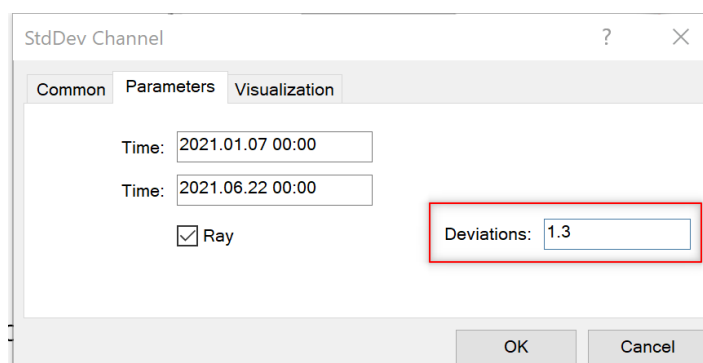 StdDev Channel ?
Common Parameters Visualization
Time: 2021.01.07 00:00
Time: 2021.06.22 00:00
Ray
Deviations: 1.3
OK Cancel